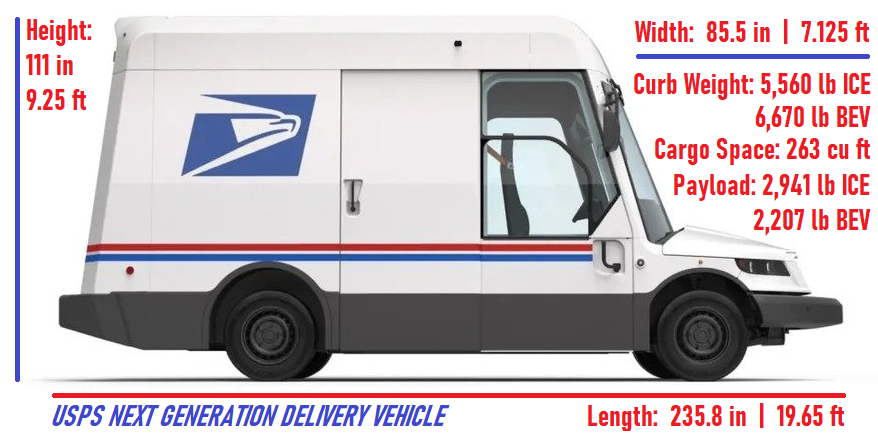 Height:
111 in
9.25 ft
Width: 85.5 in | 7.125 ft
Curb Weight: 5,560 lb ICE
6,670 lb BEV
Cargo Space: 263 cu ft
Payload: 2,941 lb ICE
2,207 lb BEV
USPS NEXT GENERATION DELIVERY VEHICLE
Length: 235.8 in | 19.65 ft